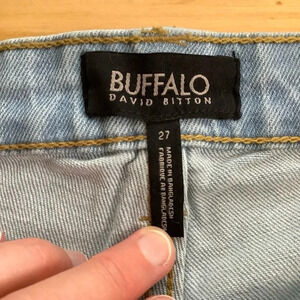 BUFFALO
DAVID BITTON
27
MADE IN BANGLADESH
FABRIQUÉ AU BANGLADESH